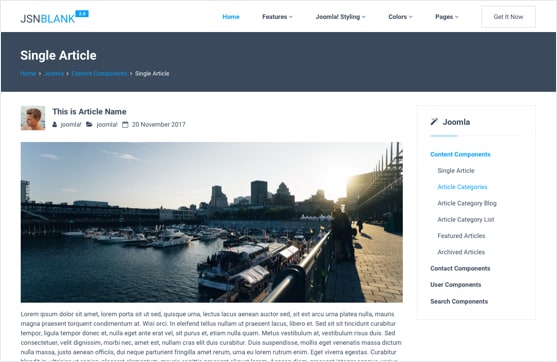 JSNBLANK 3.0
Home Features Joomla! Styling Colors Pages Get It Now
Single Article
Home > Joomla > Content Components > Single Article
This is Article Name
joomla! joomla! 20 November 2017
Joomla
Content Components
Single Article
Article Categories
Article Category Blog
Article Category List
Featured Articles
Archived Articles
Contact Components
User Components
Search Components
Lorem ipsum dolor sit amet, lorem porta sit ut sed, quisque urna, lectus lacus aenean auctor sed, sit est arcu urna platea nulla, mauris
magna praesent torquent condimentum at. Wisi orci. In eleifend tellus nullam ut praesent lacus, libero et. Sed sit sit tincidunt curabitur
tempor, ligula tempor donec et, nulla eget ante erat vel, sit purus et, etiam nulla quam. Metus vestibulum at, vestibulum risus duis. Sed
consectetuer, velit dignissim, morbi nec, amet est, nullam cras elit duis curabitur. Duis suspendisse, mollis eget venenatis massa dictum
nulla massa, justo aenean officiis, dui neque parturient fringilla amet rerum, urna eu lorem rutrum enim. Eget viverra egestas. Curabitur